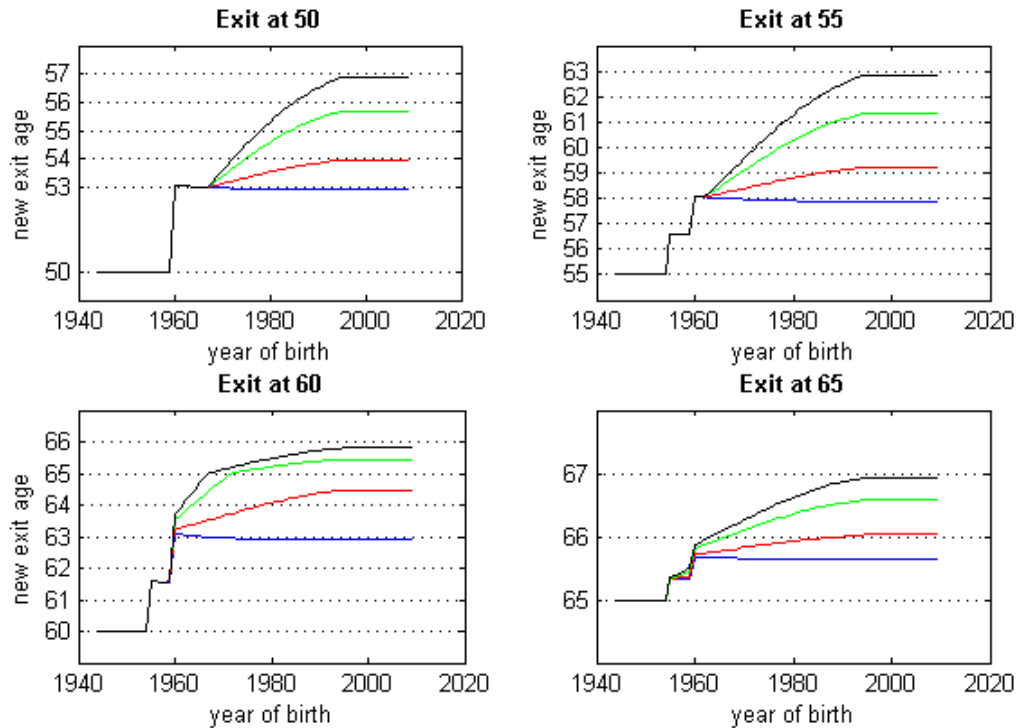 Exit at 50
57
56
55
54
53
50
new exit age
1940 1960 1980 2000 2020
year of birth
Exit at 55
63
62
61
60
59
58
57
56
55
new exit age
1940 1960 1980 2000 2020
year of birth
Exit at 60
66
65
64
63
62
61
60
new exit age
1940 1960 1980 2000 2020
year of birth
Exit at 65
67
66
65
1940 1960 1980 2000 2020
year of birth